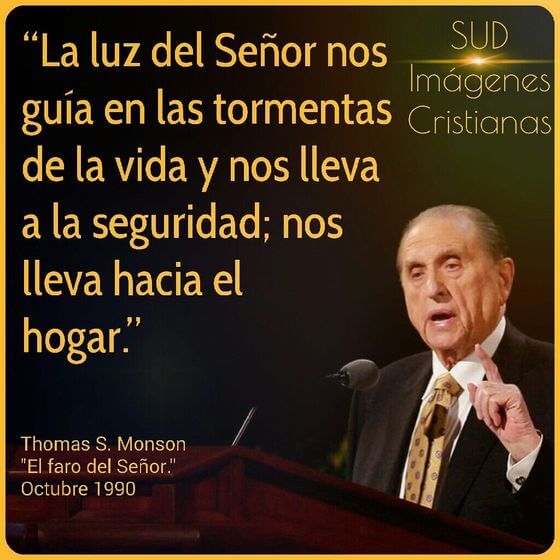 “La luz del Señor nos
guía en las tormentas
de la vida y nos lleva
a la seguridad; nos
lleva hacia el
hogar.”
SUD
Imágenes
Cristianas
Thomas S. Monson
"El faro del Señor."
Octubre 1990